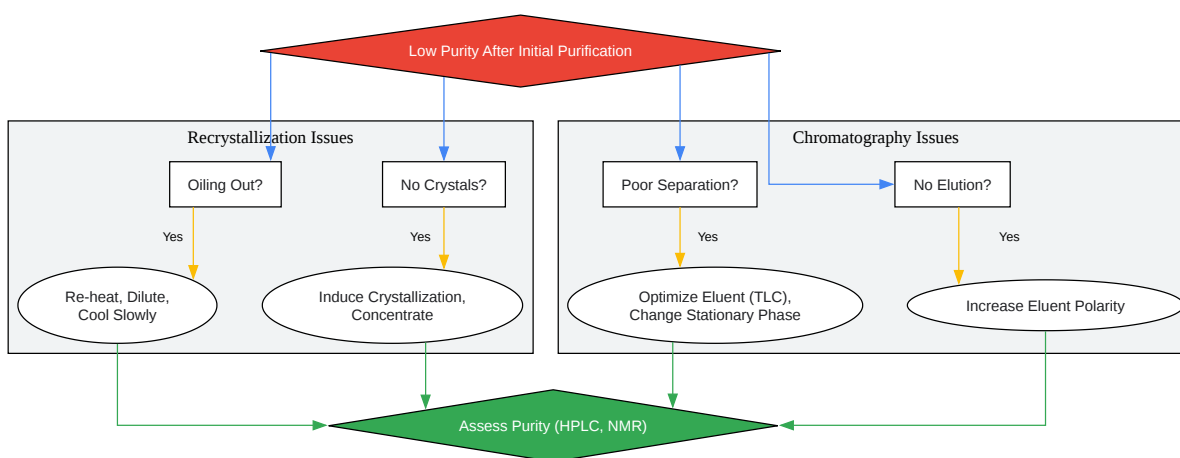 Low Purity After Initial Purification
Recrystallization Issues
Chromatography Issues
Oiling Out?
No Crystals?
Poor Separation?
No Elution?
Yes
Yes
Yes
Yes
Re-heat, Dilute,
Cool Slowly
Induce Crystallization,
Concentrate
Optimize Eluent (TLC),
Change Stationary Phase
Increase Eluent Polarity
Assess Purity (HPLC, NMR)